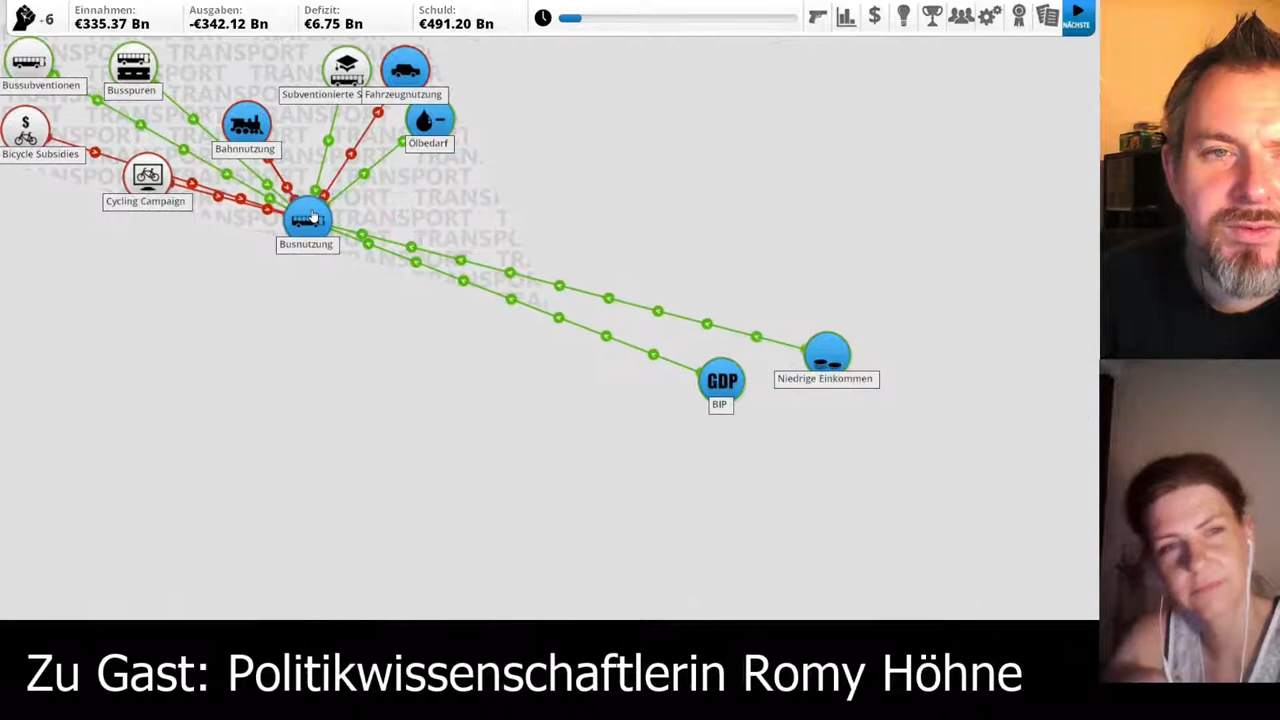 -6
Einnahmen:
€335.37 Bn
Ausgaben:
-€342.12 Bn
Defizit:
€6.75 Bn
Schuld:
€491.20 Bn
$
NÄCHSTE
TRANSPORT TRANSPORT
Bussubventionen
Busspuren
Subventionierte S
Fahrzeugnutzung
$
Bicycle Subsidies
Bahnnutzung
Ölbedarf
Cycling Campaign
Busnutzung
GDP
BIP
Niedrige Einkommen
Zu Gast: Politikwissenschaftlerin Romy Höhne